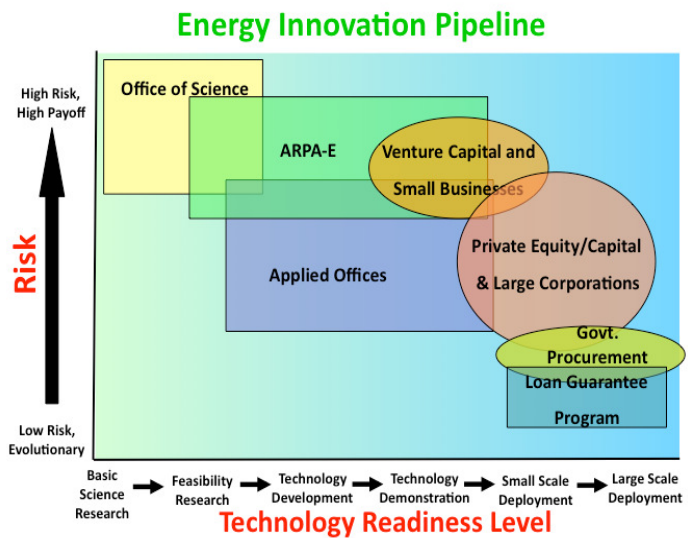 Energy Innovation Pipeline
High Risk,
High Payoff
Risk
Low Risk,
Evolutionary
Office of Science
ARPA-E
Venture Capital and
Small Businesses
Applied Offices
Private Equity/Capital
& Large Corporations
Govt.
Procurement
Loan Guarantee
Program
Basic
Science
Research
Feasibility
Research
Technology
Development
Technology
Demonstration
Small Scale
Deployment
Large Scale
Deployment
Technology Readiness Level